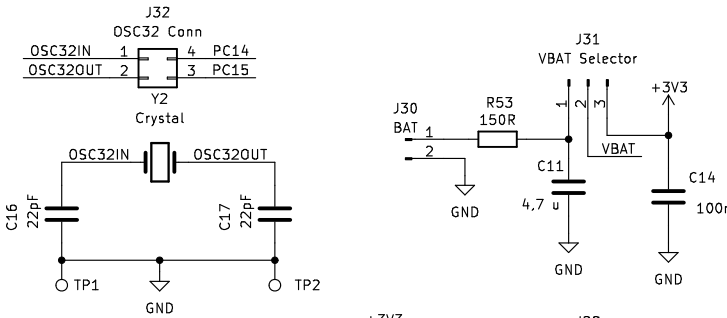 J32
OSC32 Conn
OSC32IN 1 4 PC14
OSC32OUT 2 3 PC15
Y2
Crystal
OSC32IN OSC32OUT
C16 22pF
C17 22pF
TP1 TP2
GND
J31
VBAT Selector
1 2 3
+3V3
J30
BAT
1
2
R53
150R
VBAT
GND
C11
4,7 u
GND
C14
100n
GND
+3V3